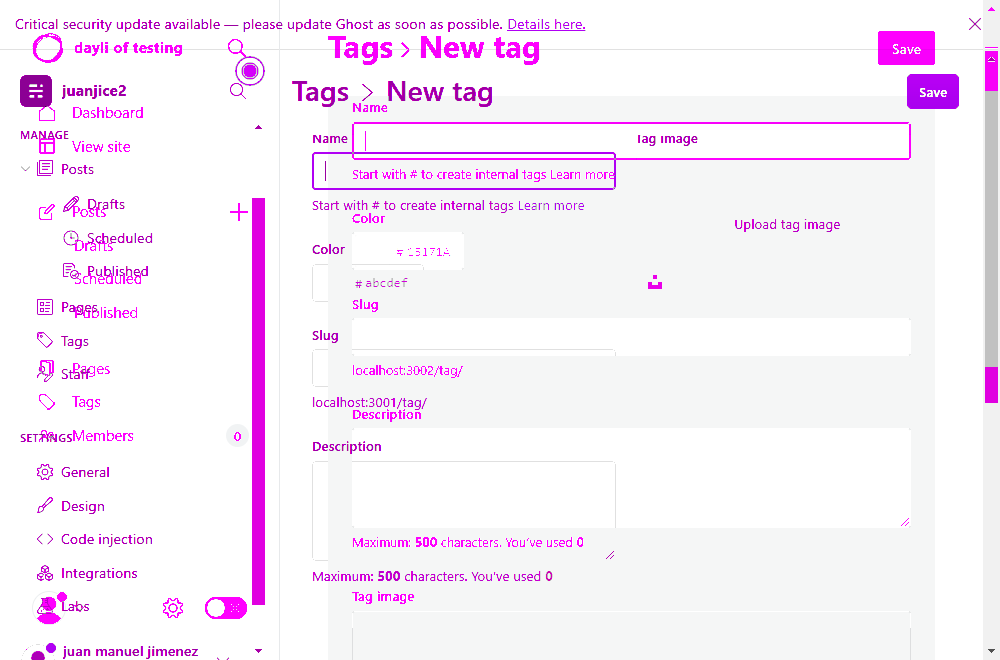 Critical security update available — please update Ghost as soon as possible. Details here.
dayli of testing
Tags > New tag
Save
juanjice2
Tags > New tag
Save
Dashboard
Name
MANAGE
Name
Tag image
View site
Posts
Start with # to create internal tags Learn more
Drafts
Posts
Start with # to create internal tags Learn more
Color
Upload tag image
Scheduled
Drafts
Color
# 15171A
Published
Scheduled
# abcdef
Pages
Slug
Published
Tags
Slug
Staff
Pages
localhost:3002/tag/
Tags
localhost:3001/tag/
Description
SETTINGS
Members
0
Description
General
Design
Code injection
Maximum: 500 characters. You’ve used 0
Integrations
Maximum: 500 characters. You’ve used 0
Labs
Tag image
juan manuel jimenez